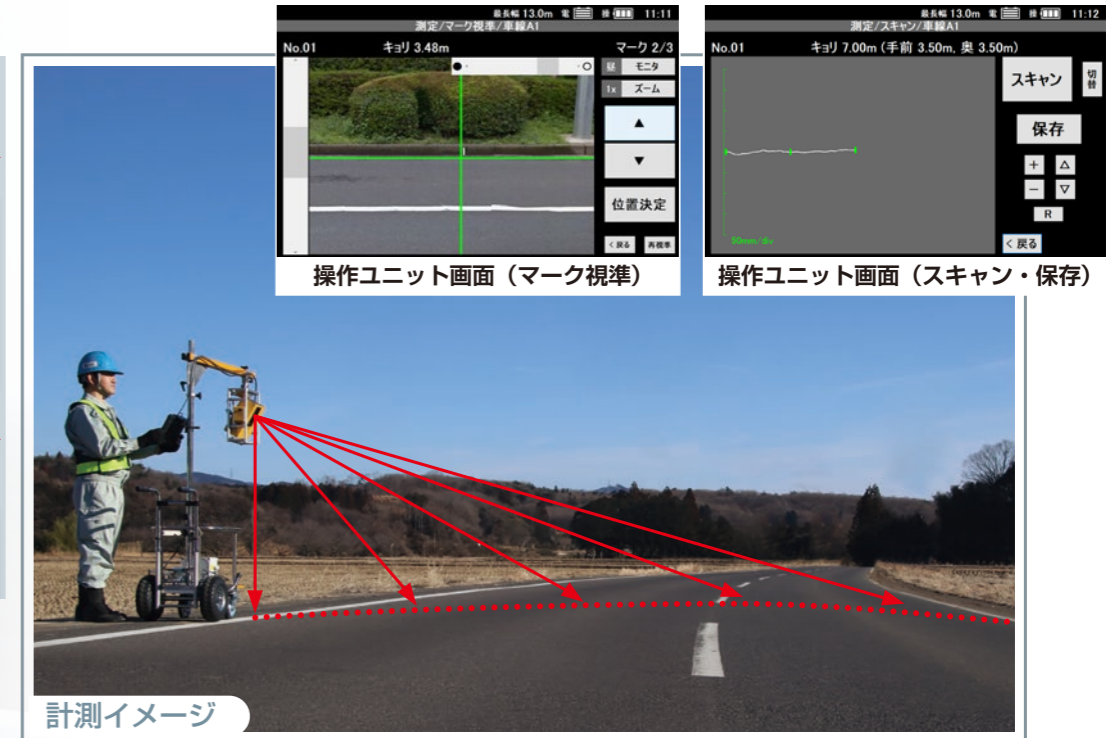 最長幅 13.0m 電 接 11:11
測定/マーク視準/車線A1
No.01 キョリ 3.48m マーク 2/3
昼 モニタ
1x ズーム
▲
▼
位置決定
< 戻る 再視準
操作ユニット画面（マーク視準）
最長幅 13.0m 電 接 11:12
測定/スキャン/車線A1
No.01 キョリ 7.00m (手前 3.50m, 奥 3.50m)
スキャン 切替
保存
+ △
− ▽
R
< 戻る
50mm/div
操作ユニット画面（スキャン・保存）
計測イメージ